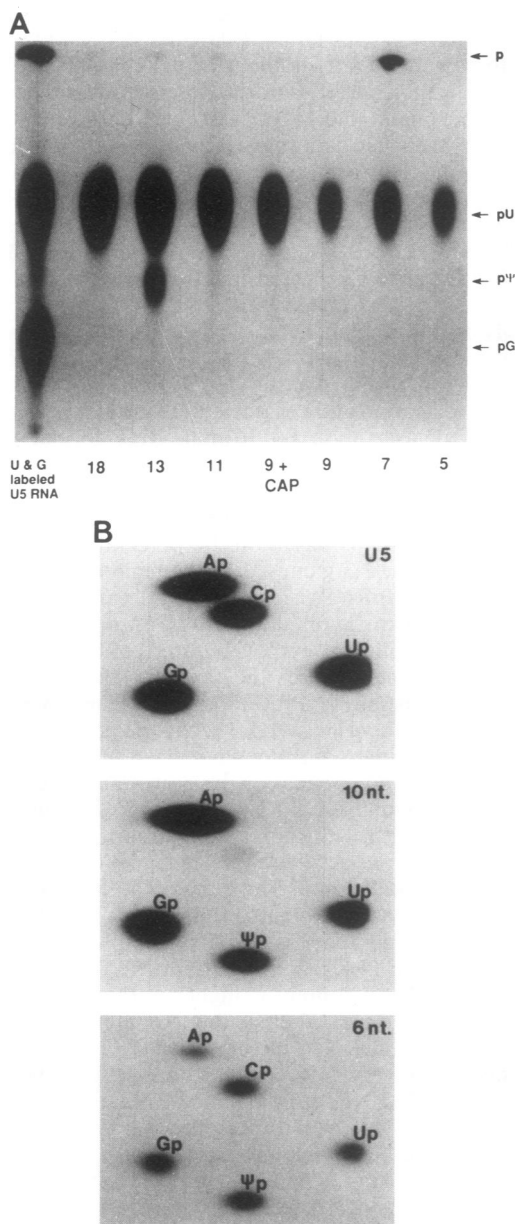 A
p
pU
pΨ
pG
U & G
labeled
U5 RNA
18
13
11
9 +
CAP
9
7
5
B
U5
Ap
Cp
Up
Gp
10 nt.
Ap
Gp
Up
Ψp
6 nt.
Ap
Cp
Gp
Up
Ψp